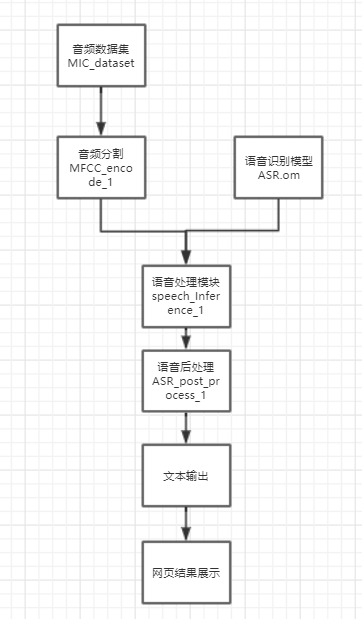 音频数据集
MIC_dataset
音频分割
MFCC_enco
de_1
语音识别模型
ASR.om
语音处理模块
speech_Infer
ence_1
语音后处理
ASR_post_pr
ocess_1
文本输出
网页结果展示